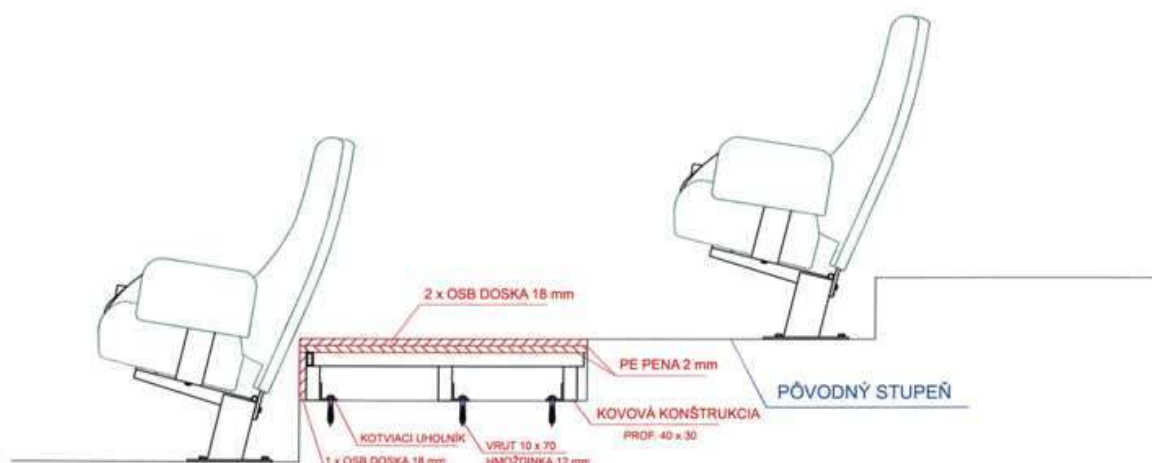 2 x OSB DOSKA 18 mm
PE PENA 2 mm
PÔVODNÝ STUPEŇ
KOVOVÁ KONŠTRUKCIA
PROF. 40 x 30
KOTVIACI UHOLNÍK
VRUT 10 x 70
HMOŽDINKA 12 mm
1 x OSB DOSKA 18 mm